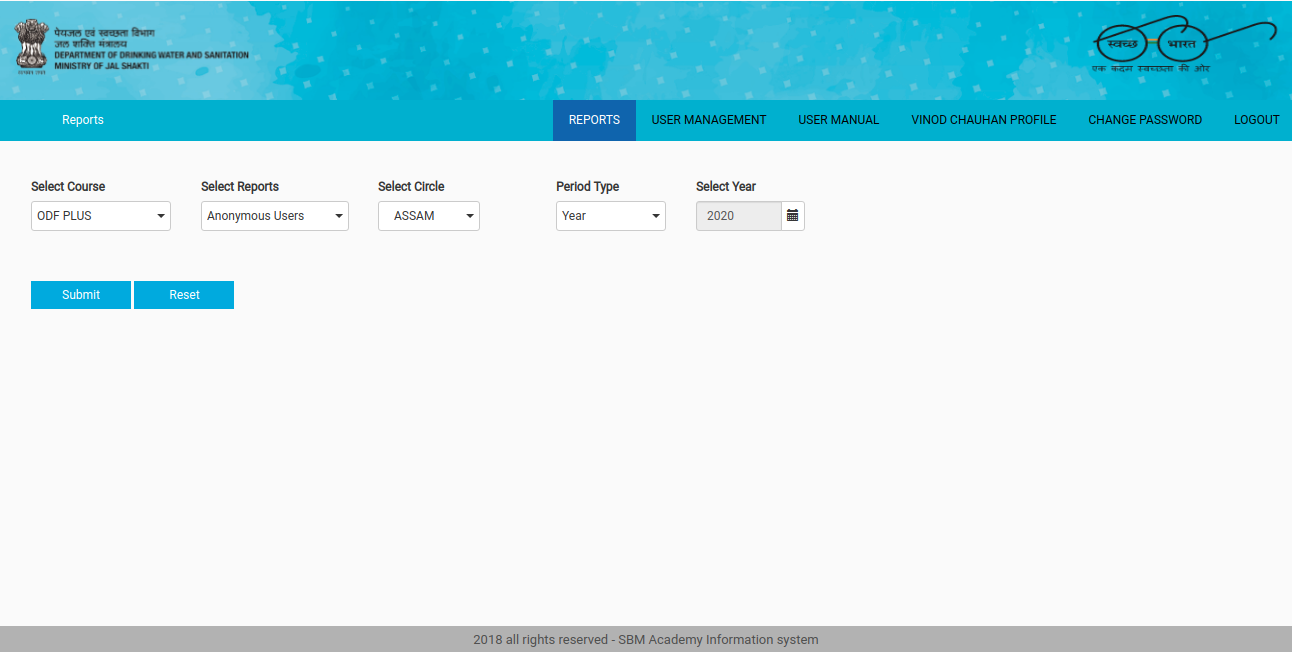 पेयजल एवं स्वच्छता विभाग
जल शक्ति मंत्रालय
DEPARTMENT OF DRINKING WATER AND SANITATION
MINISTRY OF JAL SHAKTI
स्वच्छ भारत
एक कदम स्वच्छता की ओर
Reports REPORTS USER MANAGEMENT USER MANUAL VINOD CHAUHAN PROFILE CHANGE PASSWORD LOGOUT
Select Course Select Reports Select Circle Period Type Select Year
ODF PLUS Anonymous Users ASSAM Year 2020
Submit Reset
2018 all rights reserved - SBM Academy Information system